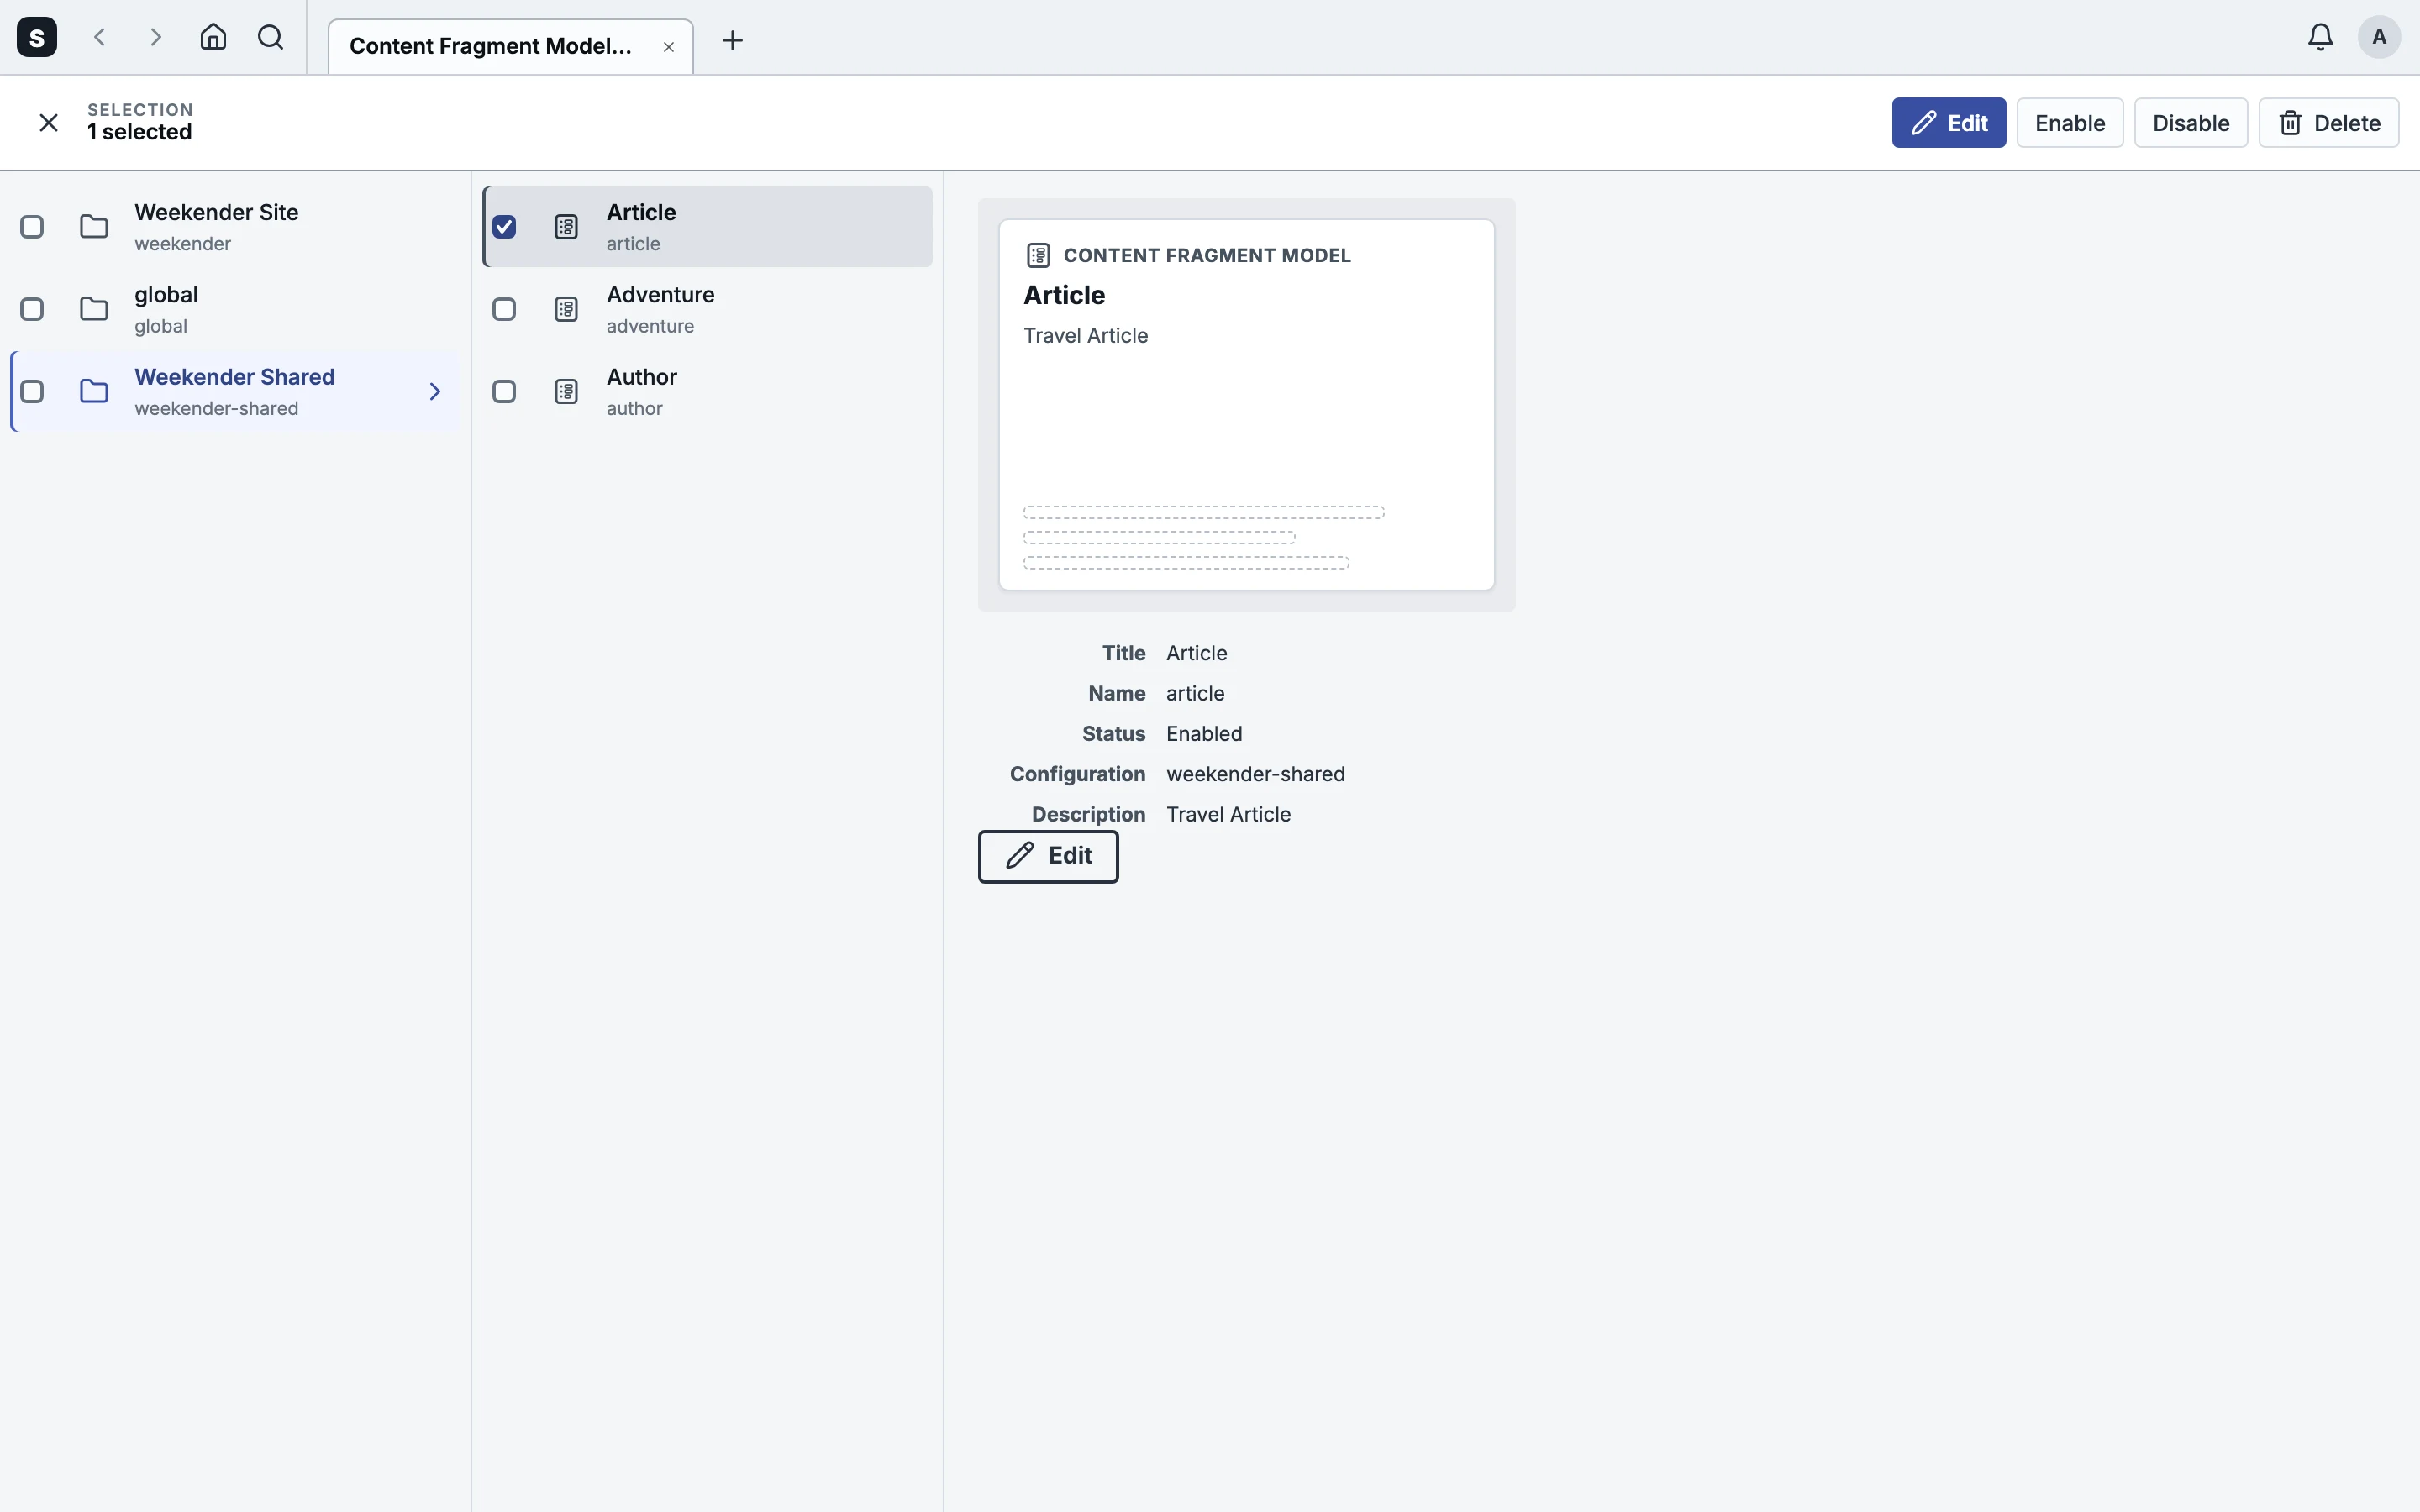 S
Content Fragment Model...
A
SELECTION
1 selected
Edit
Enable
Disable
Delete
Weekender Site
weekender
global
global
Weekender Shared
weekender-shared
Article
article
Adventure
adventure
Author
author
CONTENT FRAGMENT MODEL
Article
Travel Article
Title Article
Name article
Status Enabled
Configuration weekender-shared
Description Travel Article
Edit